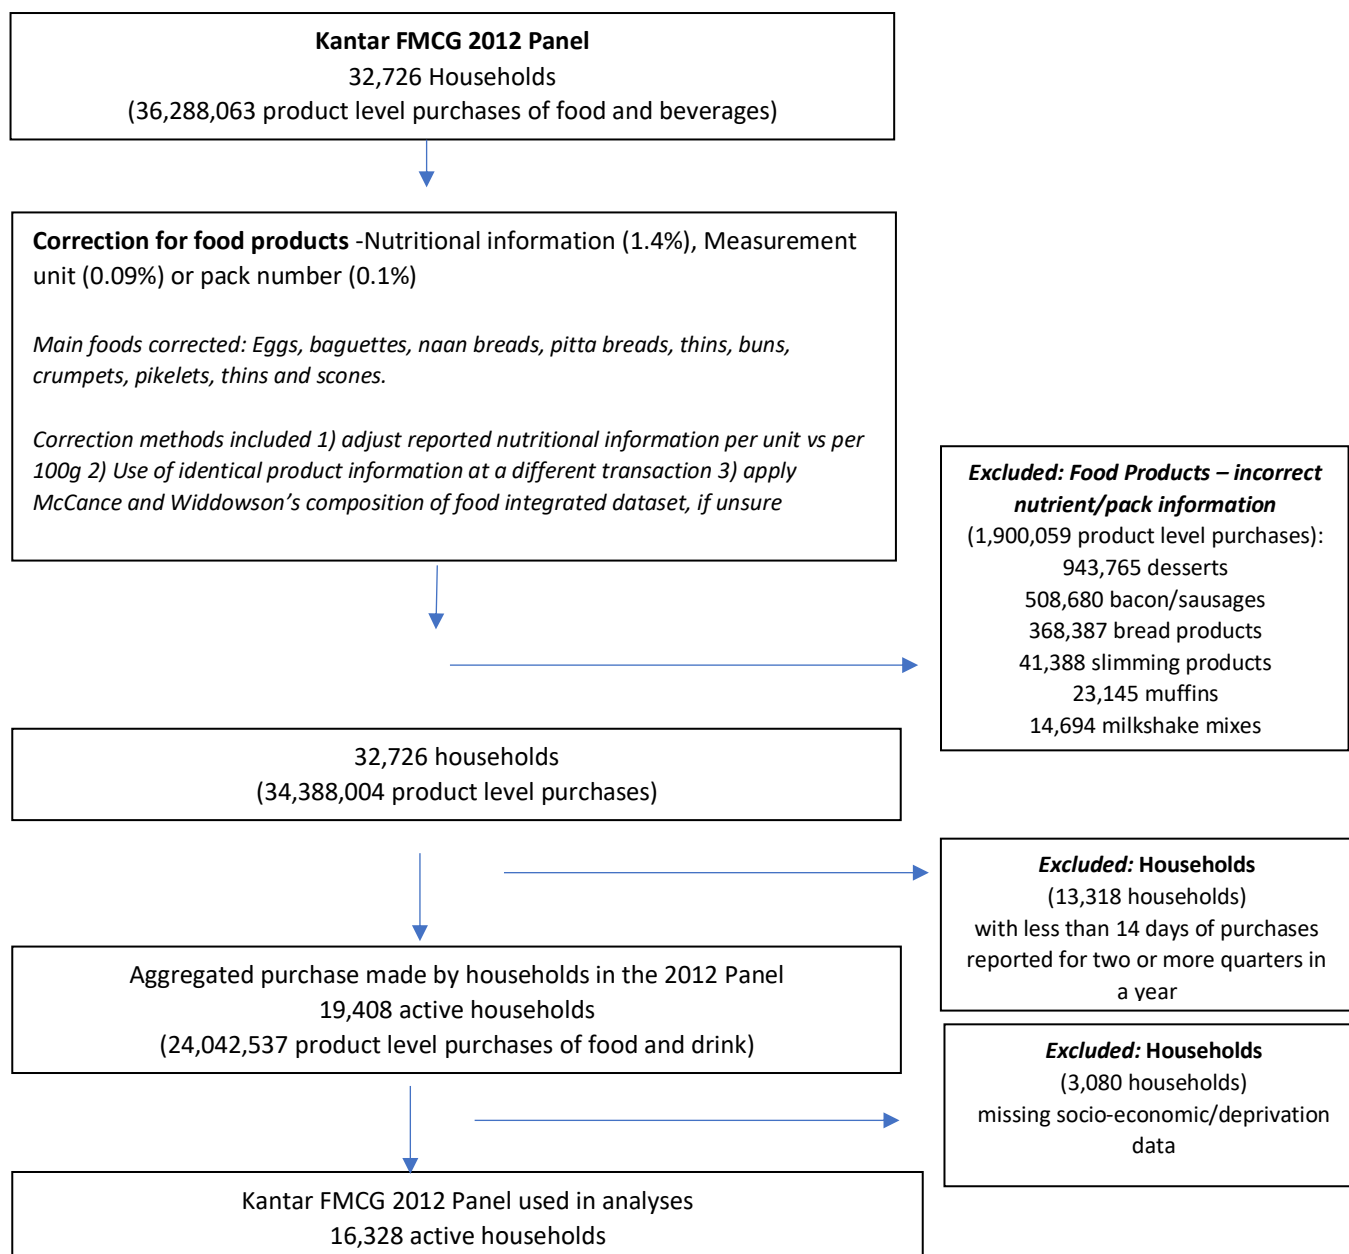 Kantar FMCG 2012 Panel
32,726 Households
(36,288,063 product level purchases of food and beverages)
Correction for food products -Nutritional information (1.4%), Measurement
unit (0.09%) or pack number (0.1%)
Main foods corrected: Eggs, baguettes, naan breads, pitta breads, thins, buns,
crumpets, pikelets, thins and scones.
Correction methods included 1) adjust reported nutritional information per unit vs per
100g 2) Use of identical product information at a different transaction 3) apply
McCance and Widdowson’s composition of food integrated dataset, if unsure
Excluded: Food Products – incorrect
nutrient/pack information
(1,900,059 product level purchases):
943,765 desserts
508,680 bacon/sausages
368,387 bread products
41,388 slimming products
23,145 muffins
14,694 milkshake mixes
32,726 households
(34,388,004 product level purchases)
Excluded: Households
(13,318 households)
with less than 14 days of purchases
reported for two or more quarters in
a year
Aggregated purchase made by households in the 2012 Panel
19,408 active households
(24,042,537 product level purchases of food and drink)
Excluded: Households
(3,080 households)
missing socio-economic/deprivation
data
Kantar FMCG 2012 Panel used in analyses
16,328 active households